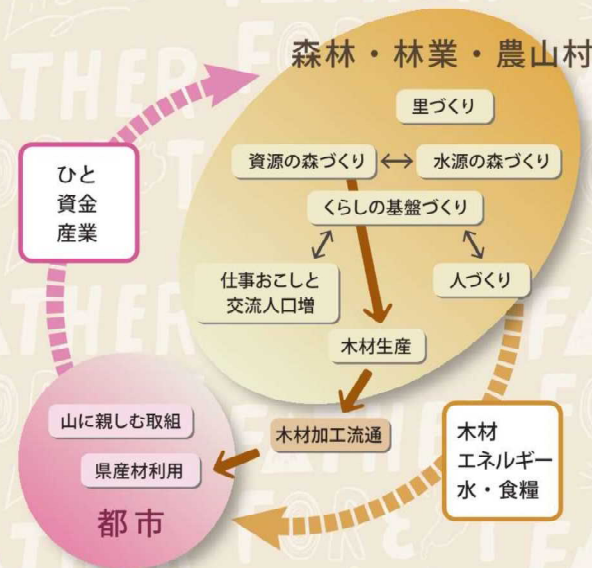 森林・林業・農山村
里づくり
資源の森づくり
水源の森づくり
くらしの基盤づくり
仕事おこしと
交流人口増
人づくり
木材生産
ひと
資金
産業
木材加工流通
山に親しむ取組
県産材利用
都市
木材
エネルギー
水・食糧